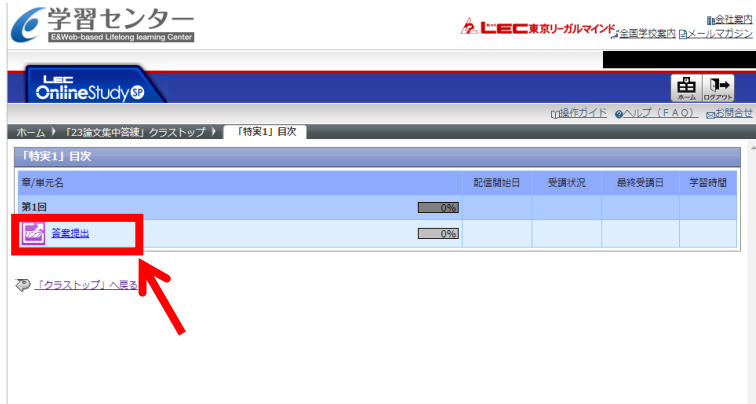 学習センター
E&Web-based Lifelong learning Center
LEC東京リーガルマインド
会社案内
全国学校案内 メールマガジン
LEC
OnlineStudy SP
ホーム ログアウト
操作ガイド ヘルプ（ＦＡＱ） お問合せ
ホーム 「23論文集中答練」クラストップ 「特実1」目次
「特実1」目次
章/単元名 配信開始日 受講状況 最終受講日 学習時間
第1回 0%
答案提出 0%
「クラストップ」へ戻る